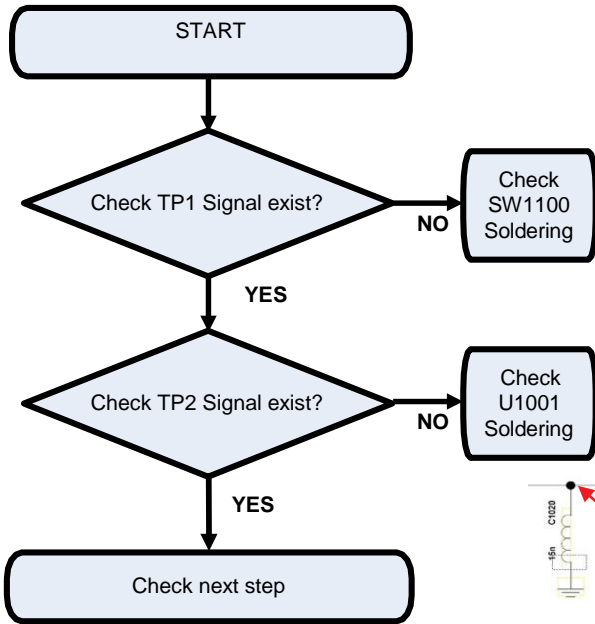 START
Check TP1 Signal exist?
NO
Check
SW1100
Soldering
YES
Check TP2 Signal exist?
NO
Check
U1001
Soldering
YES
C1020
15n
Check next step